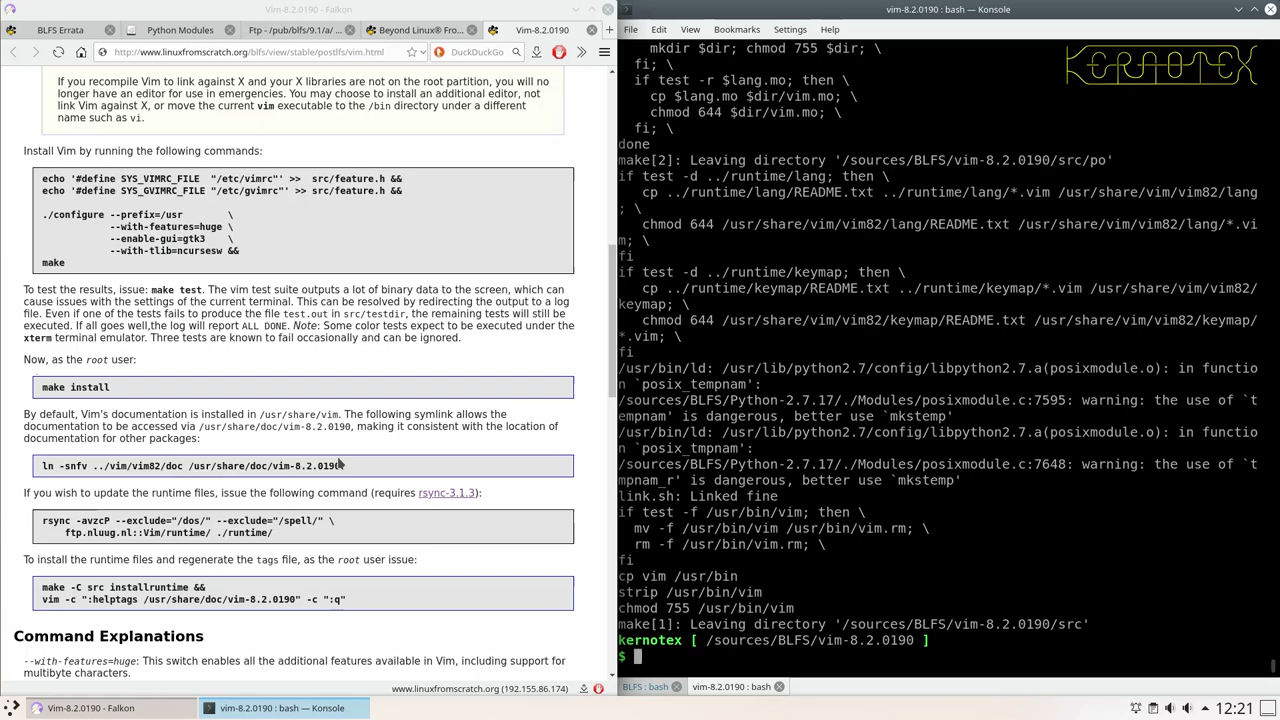 Vim-8.2.0190 - Falkon
BLFS Errata
Python Modules
Ftp - pub/blfs/9.1/a/ ...
Beyond Linux® Fro...
Vim-8.2.0190
http://www.linuxfromscratch.org/blfs/view/stable/postlfs/vim.html
DuckDuckGo
If you recompile Vim to link against X and your X libraries are not on the root partition, you will no
longer have an editor for use in emergencies. You may choose to install an additional editor, not
link Vim against X, or move the current vim executable to the /bin directory under a different
name such as vi.
Install Vim by running the following commands:
echo '#define SYS_VIMRC_FILE  "/etc/vimrc"' >>  src/feature.h &&
echo '#define SYS_GVIMRC_FILE "/etc/gvimrc"' >> src/feature.h &&
./configure --prefix=/usr        \
--with-features=huge \
--enable-gui=gtk3    \
--with-tlib=ncursesw &&
make
To test the results, issue: make test. The vim test suite outputs a lot of binary data to the screen, which can
cause issues with the settings of the current terminal. This can be resolved by redirecting the output to a log
file. Even if one of the tests fails to produce the file test.out in src/testdir, the remaining tests will still be
executed. If all goes well,the log will report ALL DONE. Note: Some color tests expect to be executed under the
xterm terminal emulator. Three tests are known to fail occasionally and can be ignored.
Now, as the root user:
make install
By default, Vim's documentation is installed in /usr/share/vim. The following symlink allows the
documentation to be accessed via /usr/share/doc/vim-8.2.0190, making it consistent with the location of
documentation for other packages:
ln -snfv ../vim/vim82/doc /usr/share/doc/vim-8.2.0190
If you wish to update the runtime files, issue the following command (requires rsync-3.1.3):
rsync -avzcP --exclude="/dos/" --exclude="/spell/" \
ftp.nluug.nl::Vim/runtime/ ./runtime/
To install the runtime files and regenerate the tags file, as the root user issue:
make -C src installruntime &&
vim -c ":helptags /usr/share/doc/vim-8.2.0190" -c ":q"
Command Explanations
--with-features=huge: This switch enables all the additional features available in Vim, including support for
multibyte characters.
www.linuxfromscratch.org (192.155.86.174)
vim-8.2.0190 : bash — Konsole
File Edit View Bookmarks Settings Help
KERNOTEX
mkdir $dir; chmod 755 $dir; \
fi; \
if test -r $lang.mo; then \
cp $lang.mo $dir/vim.mo; \
chmod 644 $dir/vim.mo; \
fi; \
done
make[2]: Leaving directory '/sources/BLFS/vim-8.2.0190/src/po'
if test -d ../runtime/lang; then \
cp ../runtime/lang/README.txt ../runtime/lang/*.vim /usr/share/vim/vim82/lang
; \
chmod 644 /usr/share/vim/vim82/lang/README.txt /usr/share/vim/vim82/lang/*.vi
m; \
fi
if test -d ../runtime/keymap; then \
cp ../runtime/keymap/README.txt ../runtime/keymap/*.vim /usr/share/vim/vim82/
keymap; \
chmod 644 /usr/share/vim/vim82/keymap/README.txt /usr/share/vim/vim82/keymap/
*.vim; \
fi
/usr/bin/ld: /usr/lib/python2.7/config/libpython2.7.a(posixmodule.o): in functio
n `posix_tempnam':
/sources/BLFS/Python-2.7.17/./Modules/posixmodule.c:7595: warning: the use of `t
empnam' is dangerous, better use `mkstemp'
/usr/bin/ld: /usr/lib/python2.7/config/libpython2.7.a(posixmodule.o): in functio
n `posix_tmpnam':
/sources/BLFS/Python-2.7.17/./Modules/posixmodule.c:7648: warning: the use of `t
mpnam_r' is dangerous, better use `mkstemp'
link.sh: Linked fine
if test -f /usr/bin/vim; then \
mv -f /usr/bin/vim /usr/bin/vim.rm; \
rm -f /usr/bin/vim.rm; \
fi
cp vim /usr/bin
strip /usr/bin/vim
chmod 755 /usr/bin/vim
make[1]: Leaving directory '/sources/BLFS/vim-8.2.0190/src'
kernotex [ /sources/BLFS/vim-8.2.0190 ]
$
BLFS : bash
vim-8.2.0190 : bash
Vim-8.2.0190 - Falkon
vim-8.2.0190 : bash — Konsole
12:21